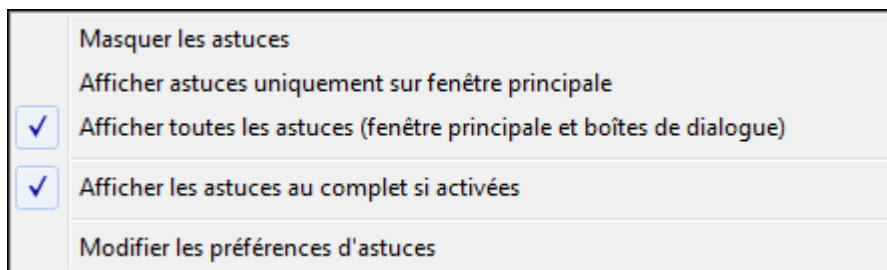 Masquer les astuces
Afficher astuces uniquement sur fenêtre principale
Afficher toutes les astuces (fenêtre principale et boîtes de dialogue)
Afficher les astuces au complet si activées
Modifier les préférences d'astuces